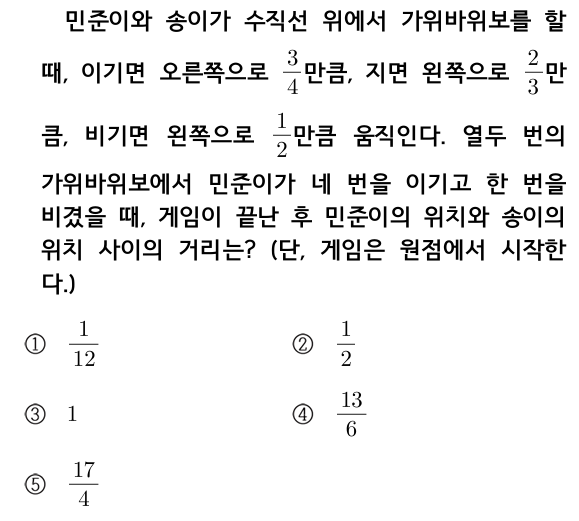 민준이와 송이가 수직선 위에서 가위바위보를 할
때, 이기면 오른쪽으로 3/4만큼, 지면 왼쪽으로 2/3만
큼, 비기면 왼쪽으로 1/2만큼 움직인다. 열두 번의
가위바위보에서 민준이가 네 번을 이기고 한 번을
비겼을 때, 게임이 끝난 후 민준이의 위치와 송이의
위치 사이의 거리는? (단, 게임은 원점에서 시작한
다.)
① 1/12 ② 1/2
③ 1 ④ 13/6
⑤ 17/4